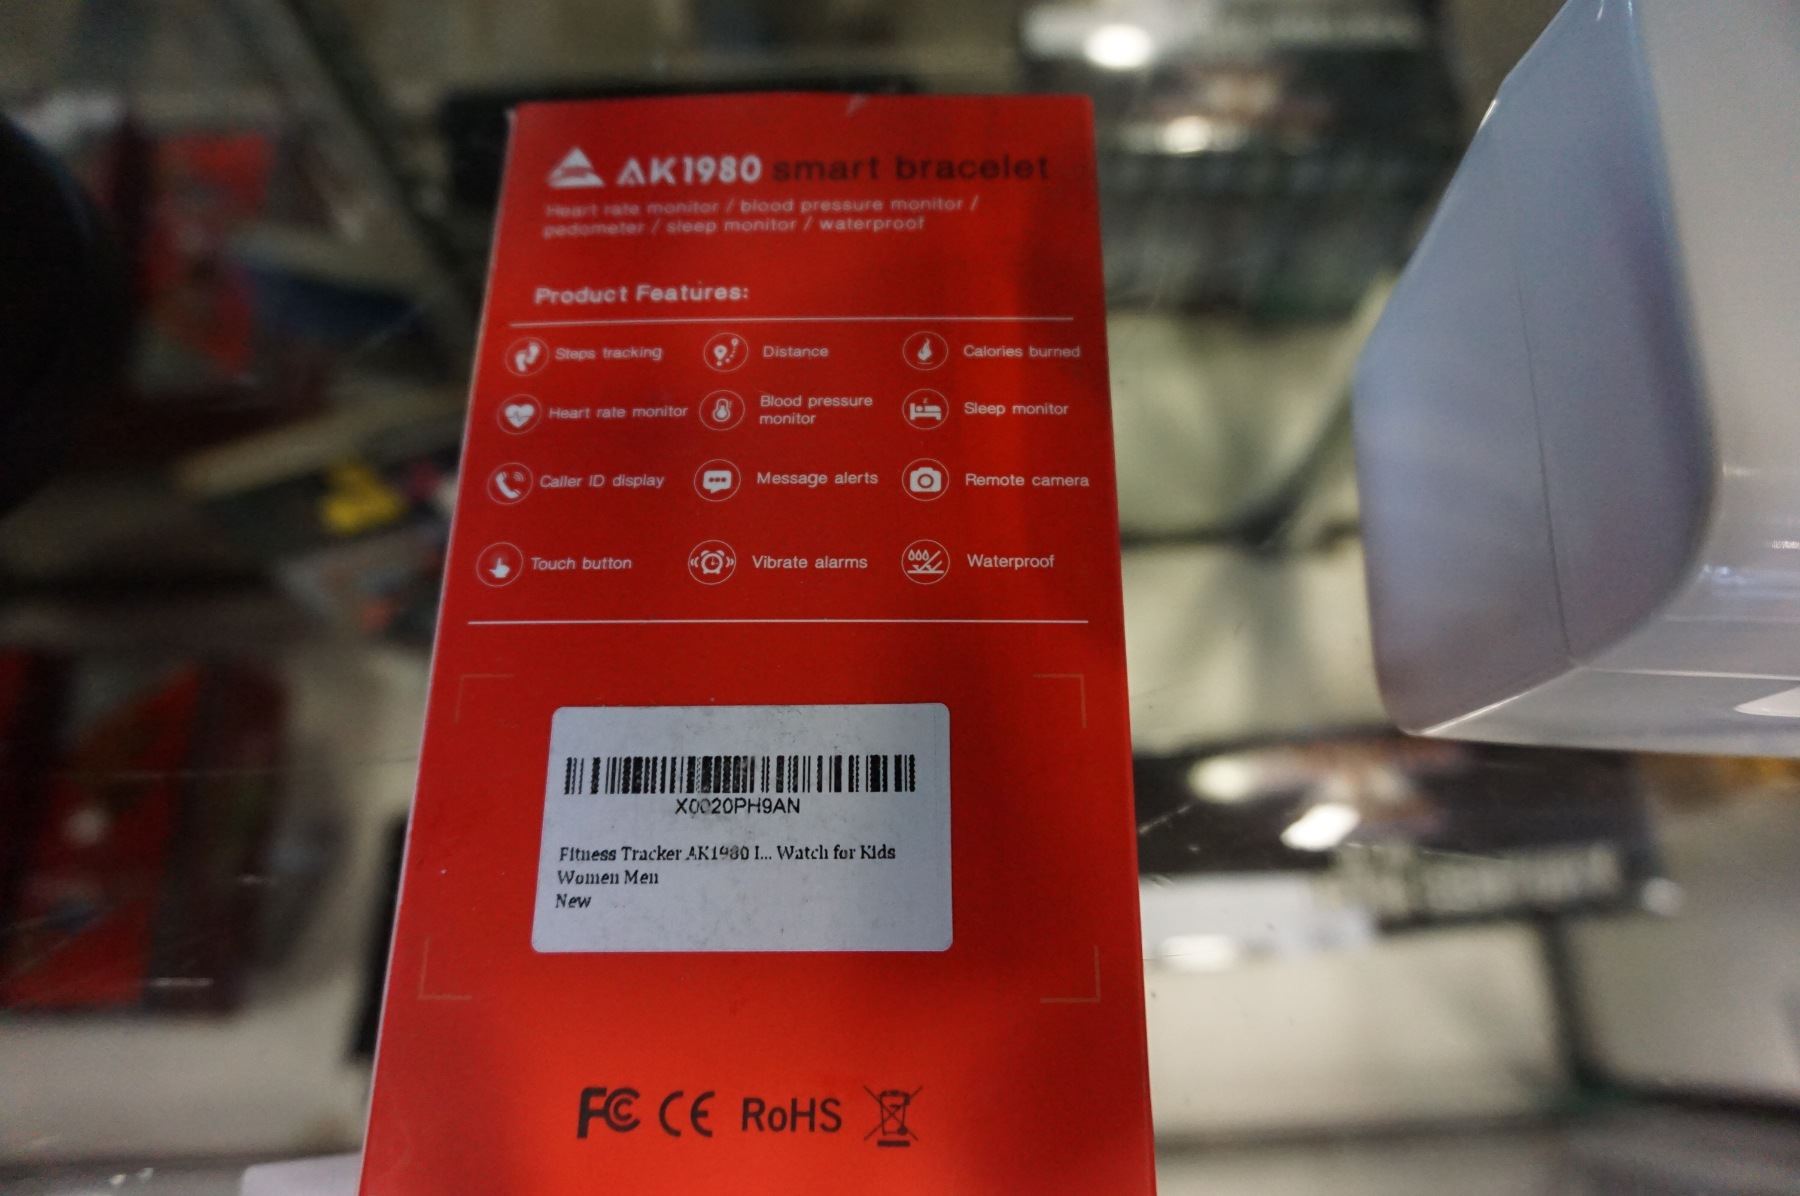 AK1980 smart bracelet
Heart rate monitor / blood pressure monitor /
pedometer / sleep monitor / waterproof
Product Features:
Steps tracking
Distance
Calories burned
Heart rate monitor
Blood pressure
monitor
Sleep monitor
Caller ID display
Message alerts
Remote camera
Touch button
Vibrate alarms
Waterproof
X0020PH9AN
Fitness Tracker AK1980 I... Watch for Kids
Women Men
New
FC CE RoHS